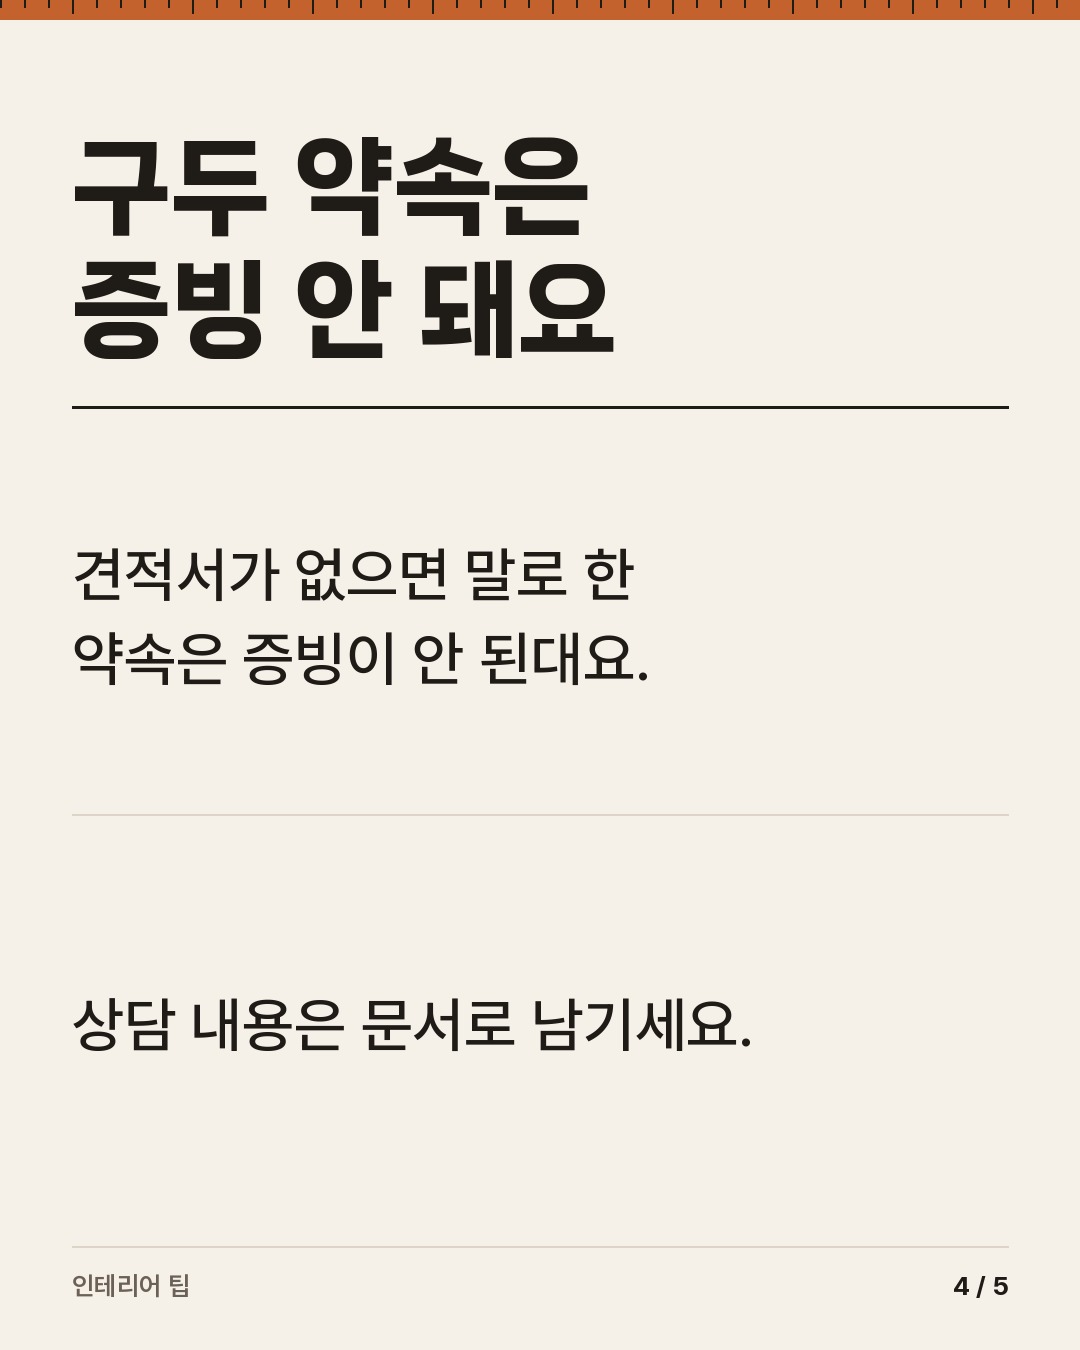 구두 약속은
증빙 안 돼요
견적서가 없으면 말로 한
약속은 증빙이 안 된대요.
상담 내용은 문서로 남기세요.
인테리어 팁
4 / 5